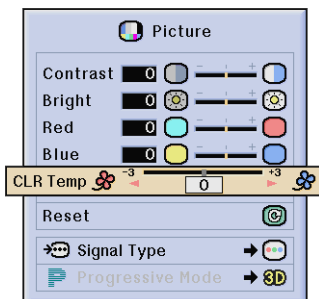 Picture
Contrast 0 - +
Bright 0 - +
Red 0 - +
Blue 0 - +
CLR Temp -3 0 +3
Reset
Signal Type
Progressive Mode 3D